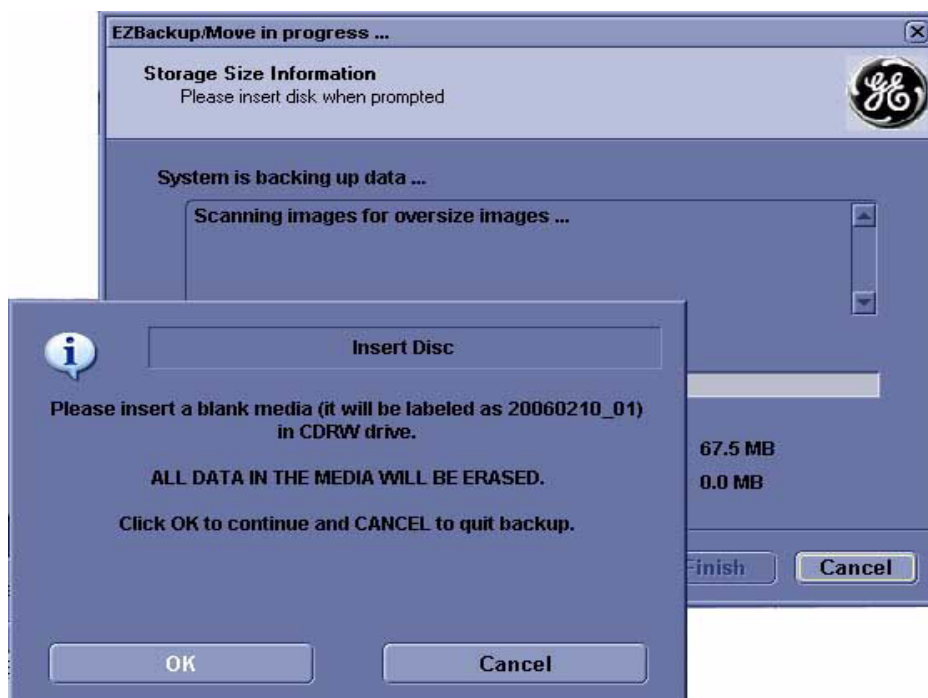 EZBackup/Move in progress ...
Storage Size Information
Please insert disk when prompted
GE
System is backing up data ...
Scanning images for oversize images ...
67.5 MB
0.0 MB
Finish
Cancel
Insert Disc
Please insert a blank media (it will be labeled as 20060210_01)
in CDRW drive.
ALL DATA IN THE MEDIA WILL BE ERASED.
Click OK to continue and CANCEL to quit backup.
OK
Cancel